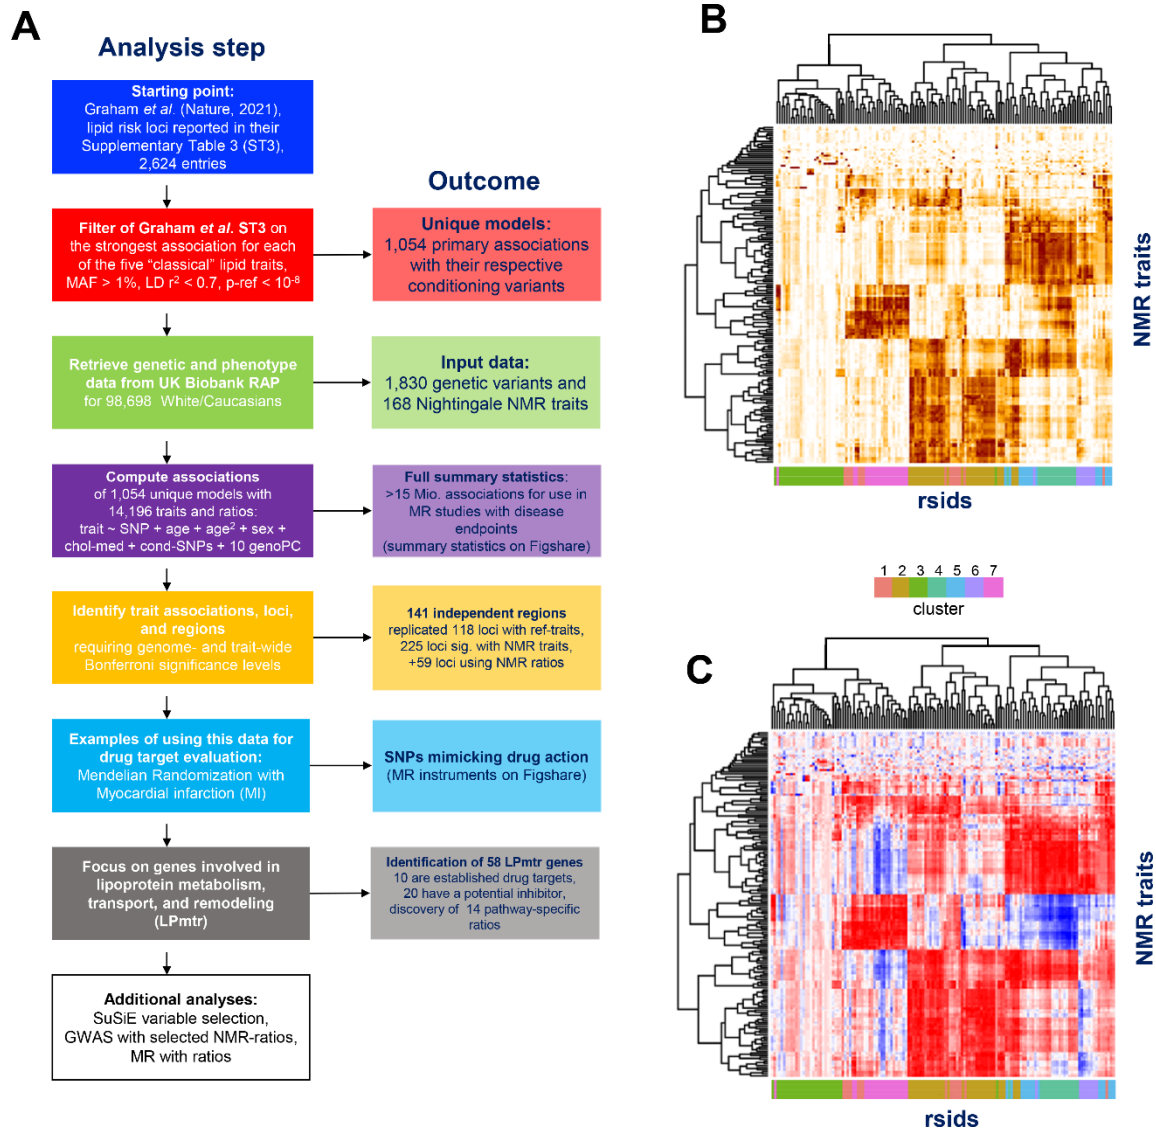 A
Analysis step
Starting point:
Graham et al. (Nature, 2021),
lipid risk loci reported in their
Supplementary Table 3 (ST3),
2,624 entries
Outcome
Filter of Graham et al. ST3 on
the strongest association for each
of the five “classical” lipid traits,
MAF > 1%, LD r² < 0.7, p-ref < 10⁻⁸
Unique models:
1,054 primary associations
with their respective
conditioning variants
Retrieve genetic and phenotype
data from UK Biobank RAP
for 98,698 White/Caucasians
Input data:
1,830 genetic variants and
168 Nightingale NMR traits
Compute associations
of 1,054 unique models with
14,196 traits and ratios:
trait ~ SNP + age + age² + sex +
chol-med + cond-SNPs + 10 genoPC
Full summary statistics:
>15 Mio. associations for use in
MR studies with disease
endpoints
(summary statistics on Figshare)
Identify trait associations, loci,
and regions
requiring genome- and trait-wide
Bonferroni significance levels
141 independent regions
replicated 118 loci with ref-traits,
225 loci sig. with NMR traits,
+59 loci using NMR ratios
Examples of using this data for
drug target evaluation:
Mendelian Randomization with
Myocardial infarction (MI)
SNPs mimicking drug action
(MR instruments on Figshare)
Focus on genes involved in
lipoprotein metabolism,
transport, and remodeling
(LPmtr)
Identification of 58 LPmtr genes
10 are established drug targets,
20 have a potential inhibitor,
discovery of 14 pathway-specific
ratios
Additional analyses:
SuSiE variable selection,
GWAS with selected NMR-ratios,
MR with ratios
B
NMR traits
rsids
1 2 3 4 5 6 7
cluster
C
NMR traits
rsids